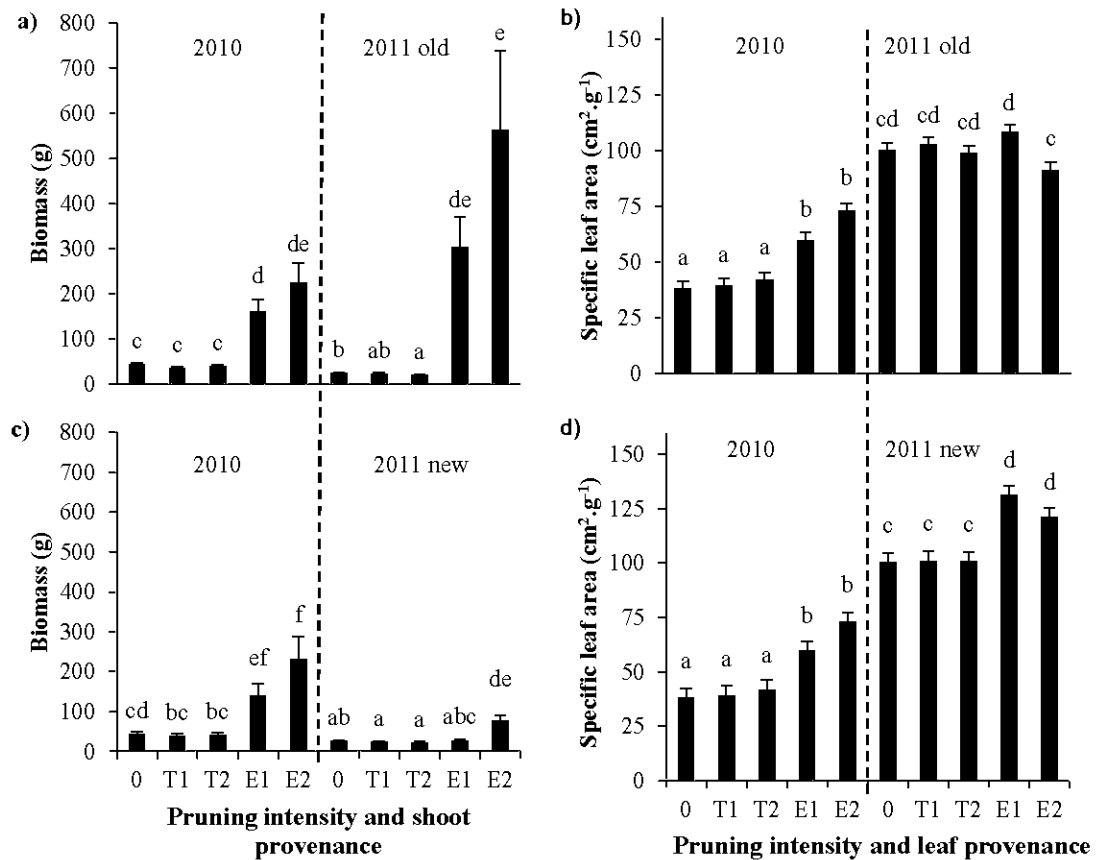 a)
800
700
600
500
400
300
200
100
0
Biomass (g)
2010
2011 old
c
c
c
d
de
b
ab
a
de
e
b)
150
125
100
75
50
25
0
Specific leaf area (cm²·g⁻¹)
2010
2011 old
a
a
a
b
b
cd
cd
cd
d
c
c)
800
700
600
500
400
300
200
100
0
Biomass (g)
2010
2011 new
cd
bc
bc
ef
f
ab
a
a
abc
de
0 T1 T2 E1 E2 0 T1 T2 E1 E2
Pruning intensity and shoot
provenance
d)
150
125
100
75
50
25
0
Specific leaf area (cm²·g⁻¹)
2010
2011 new
a
a
a
b
b
c
c
c
d
d
0 T1 T2 E1 E2 0 T1 T2 E1 E2
Pruning intensity and leaf provenance